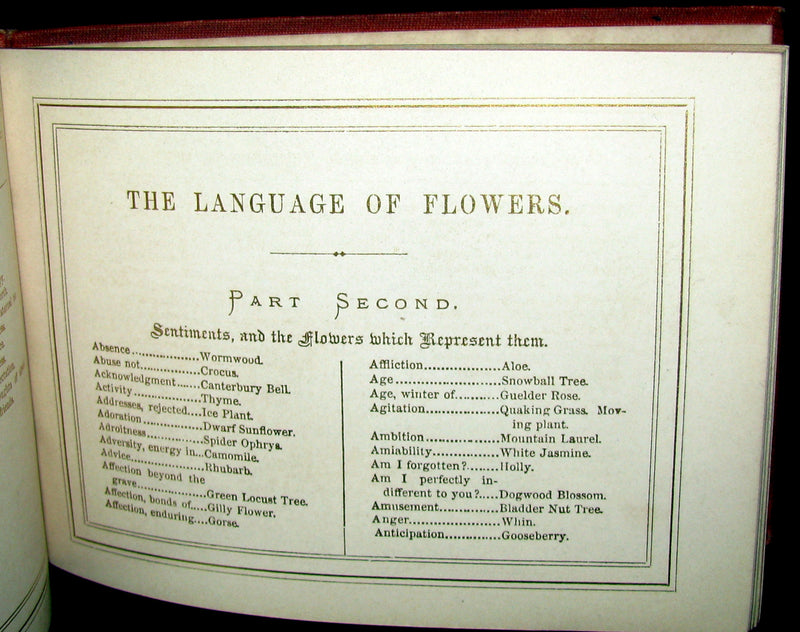 THE LANGUAGE OF FLOWERS.
PART SECOND.
Sentiments, and the Flowers which Represent them.
Absence..................Wormwood.
Abuse not................Crocus.
Acknowledgment......Canterbury Bell.
Activity..................Thyme.
Addresses, rejected....Ice Plant.
Adoration................Dwarf Sunflower.
Adroitness...............Spider Ophrys.
Adversity, energy in...Camomile.
Advice....................Rhubarb.
Affection beyond the
grave.........................Green Locust Tree.
Affection, bonds of.....Gilly Flower.
Affection, enduring....Gorse.
Affliction....................Aloe.
Age............................Snowball Tree.
Age, winter of...........Guelder Rose.
Agitation...................Quaking Grass. Mov-
ing plant.
Ambition...................Mountain Laurel.
Amiability..................White Jasmine.
Am I forgotten?........Holly.
Am I perfectly in-
different to you?.....Dogwood Blossom.
Amusement...............Bladder Nut Tree.
Anger........................Whin.
Anticipation...............Gooseberry.